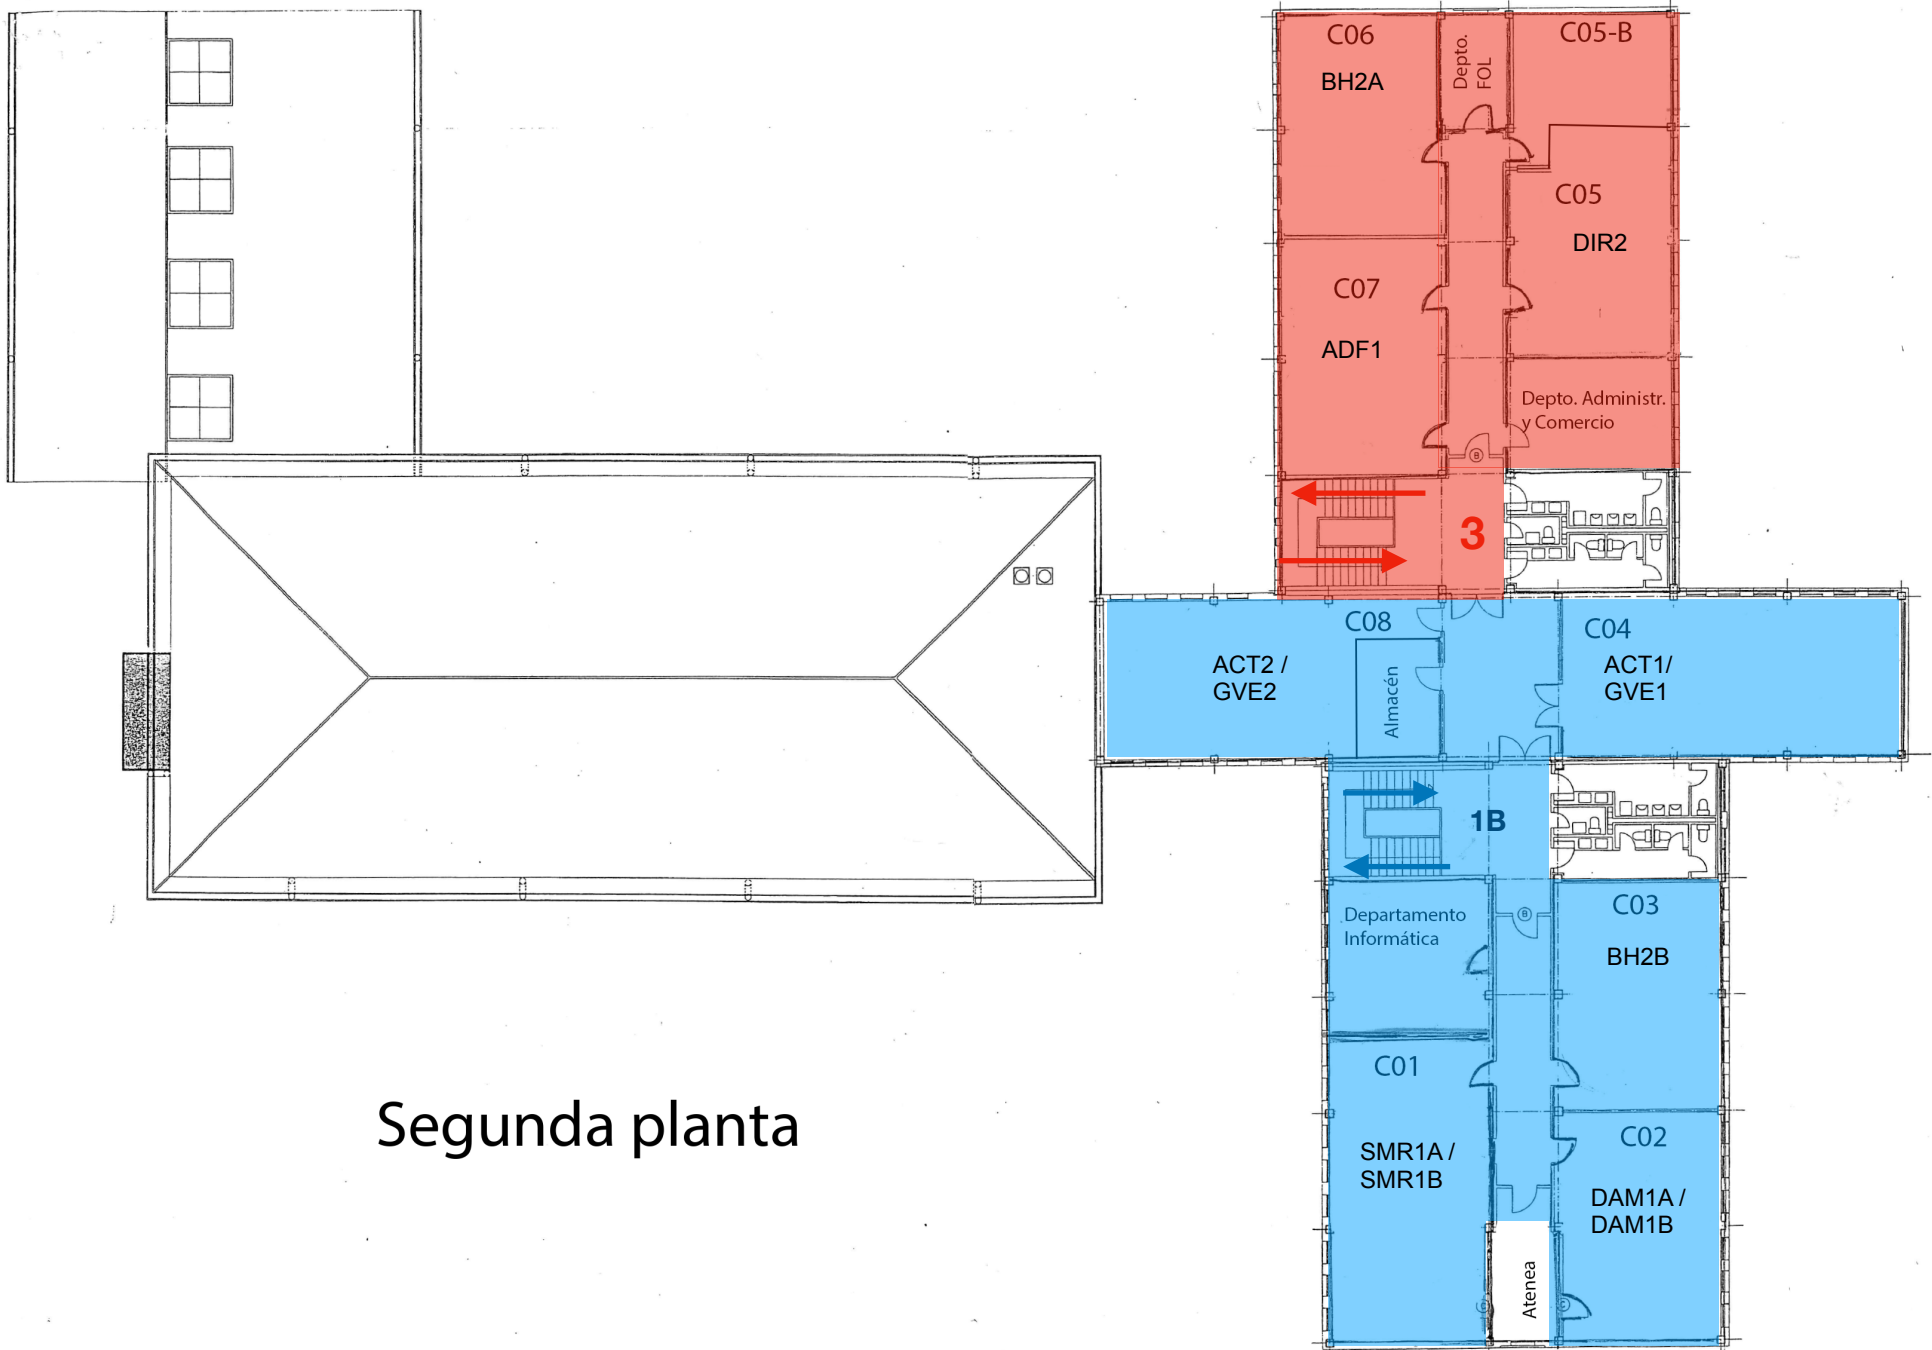 C06
BH2A
Depto.
FOL
C05-B
C05
DIR2
C07
ADF1
Depto. Administr.
y Comercio
B
3
C08
ACT2 /
GVE2
Almacén
C04
ACT1/
GVE1
1B
Departamento
Informática
B
C03
BH2B
C01
SMR1A /
SMR1B
C02
DAM1A /
DAM1B
Atenea
Segunda planta